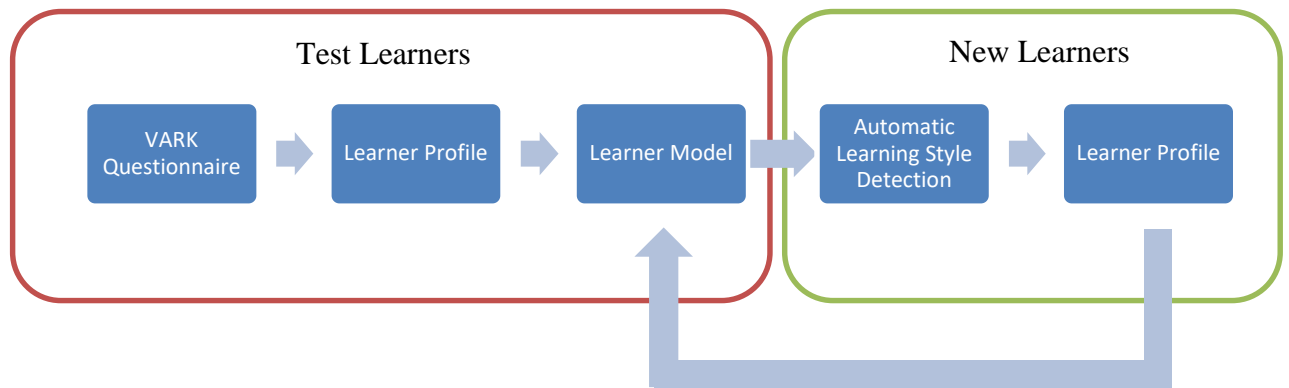 Test Learners
New Learners
VARK
Questionnaire
Learner Profile
Learner Model
Automatic
Learning Style
Detection
Learner Profile